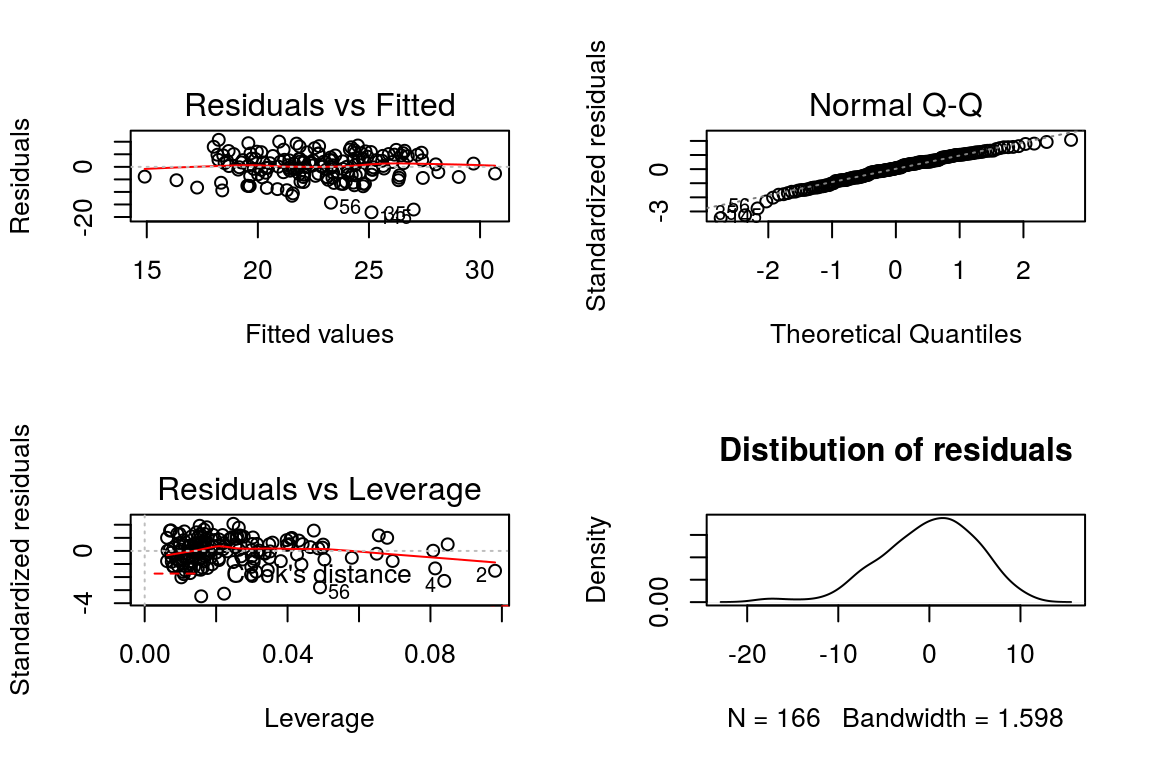 Residuals vs Fitted
Residuals
0
-20
56
15
20
25
30
Fitted values
Normal Q-Q
Standardized residuals
0
-3
56
-2
-1
0
1
2
Theoretical Quantiles
Residuals vs Leverage
Standardized residuals
0
-4
Cook's distance
56
4
2
0.00
0.04
0.08
Leverage
Distibution of residuals
Density
0.00
-20
-10
0
10
N = 166 Bandwidth = 1.598